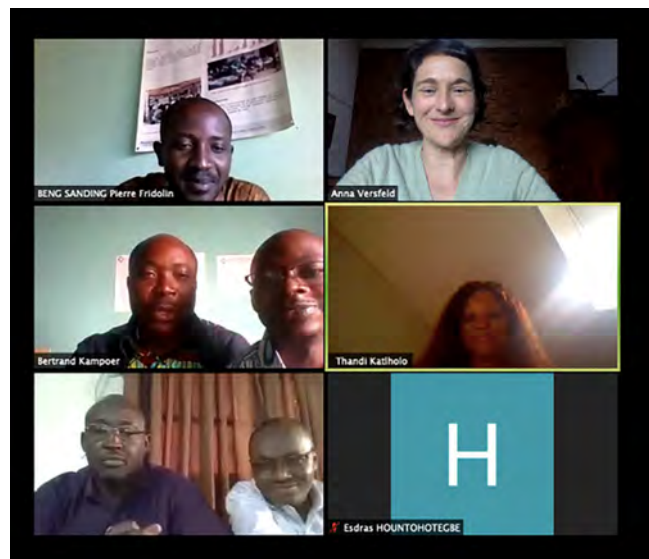 BENG SANDING Pierre Fridolin
Anna Versfeld
Bertrand Kampoer
Thandi Katlholo
H
Esdras HOUNTOHOTEGBE